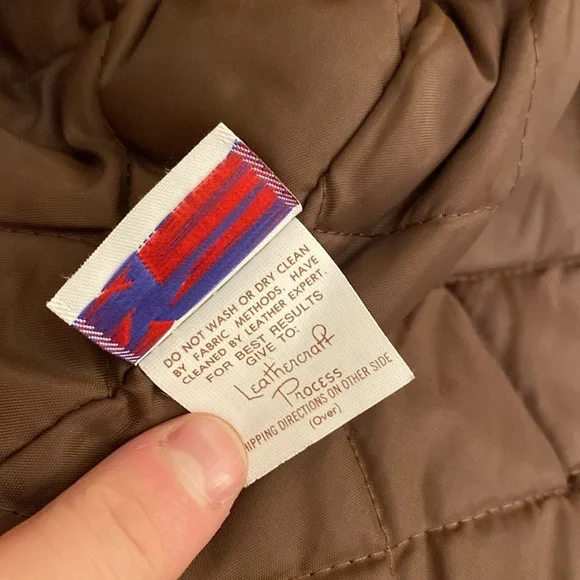 DO NOT WASH OR DRY CLEAN
BY FABRIC METHODS. HAVE
CLEANED BY LEATHER EXPERT.
FOR BEST RESULTS
GIVE TO:
Leathercraft
Process
HIPPING DIRECTIONS ON OTHER SIDE
(Over)